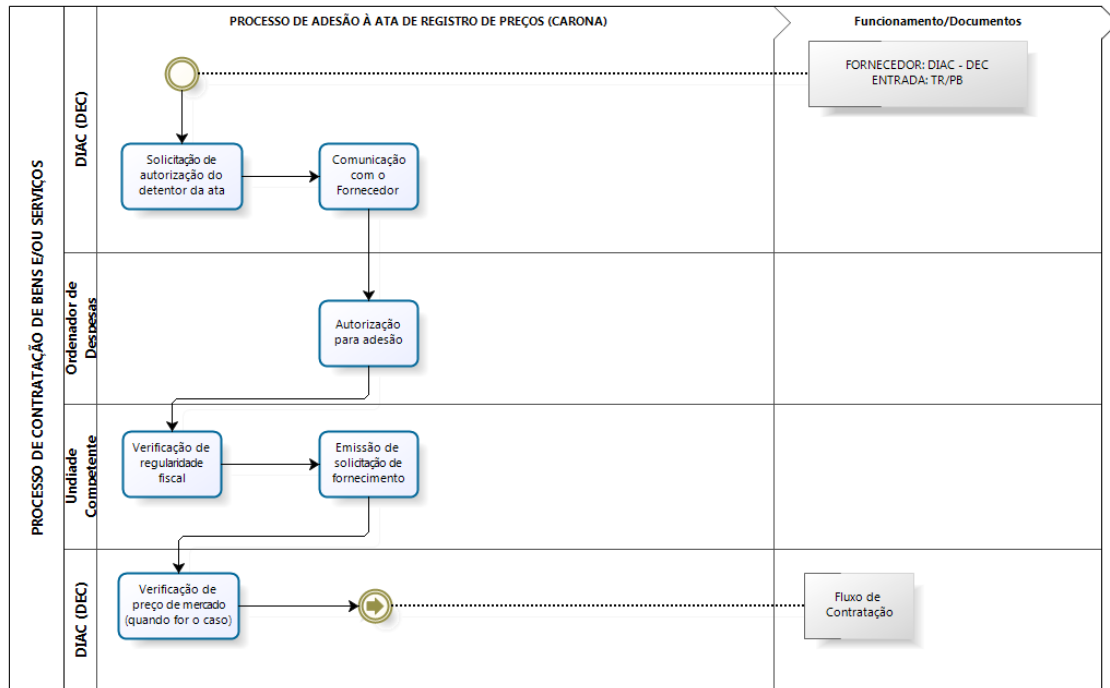 PROCESSO DE CONTRATAÇÃO DE BENS E/OU SERVIÇOS
PROCESSO DE ADESÃO À ATA DE REGISTRO DE PREÇOS (CARONA)
Funcionamento/Documentos
DIAC (DEC)
FORNECEDOR: DIAC - DEC
ENTRADA: TR/PB
Solicitação de
autorização do
detentor da ata
Comunicação
com o
Fornecedor
Ordenador de
Despesas
Autorização
para adesão
Undiade
Competente
Verificação de
regularidade
fiscal
Emissão de
solicitação de
fornecimento
DIAC (DEC)
Verificação de
preço de mercado
(quando for o caso)
Fluxo de
Contratação